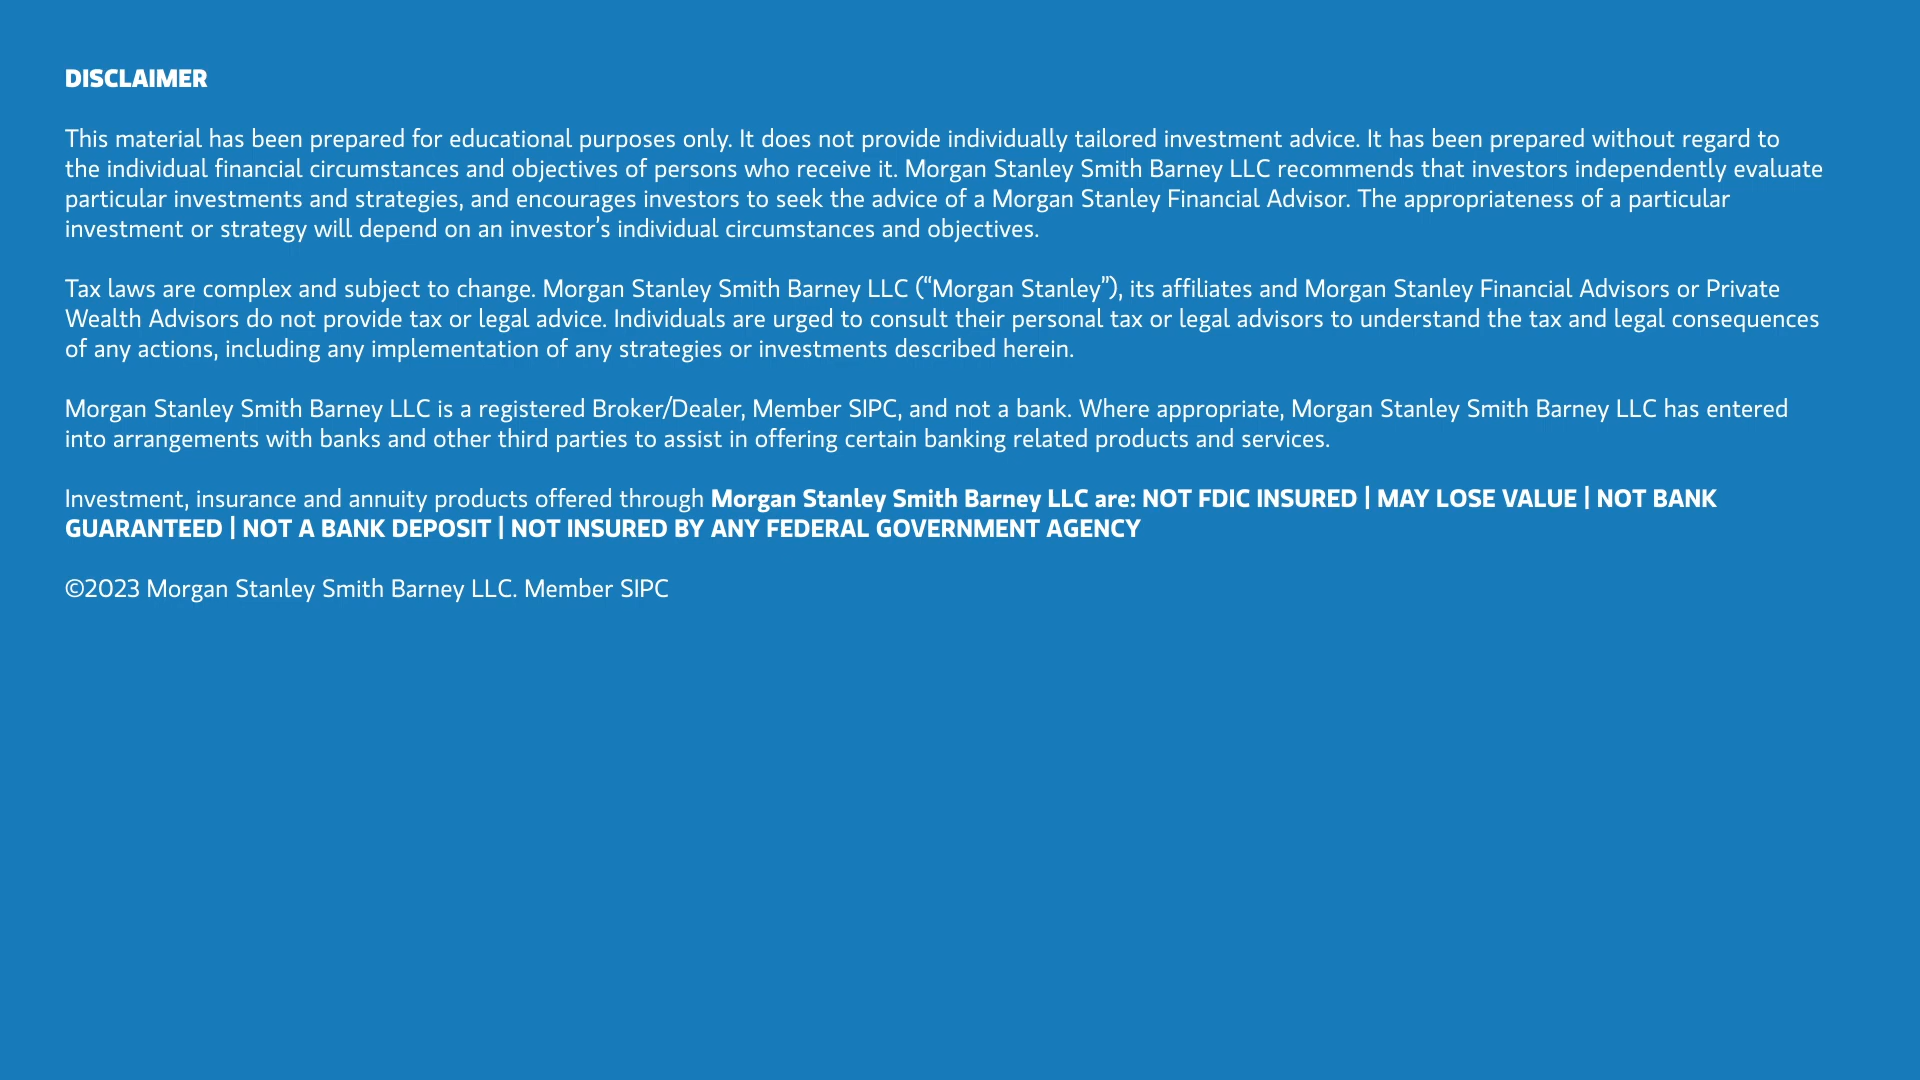 DISCLAIMER
This material has been prepared for educational purposes only. It does not provide individually tailored investment advice. It has been prepared without regard to
the individual financial circumstances and objectives of persons who receive it. Morgan Stanley Smith Barney LLC recommends that investors independently evaluate
particular investments and strategies, and encourages investors to seek the advice of a Morgan Stanley Financial Advisor. The appropriateness of a particular
investment or strategy will depend on an investor’s individual circumstances and objectives.
Tax laws are complex and subject to change. Morgan Stanley Smith Barney LLC (“Morgan Stanley”), its affiliates and Morgan Stanley Financial Advisors or Private
Wealth Advisors do not provide tax or legal advice. Individuals are urged to consult their personal tax or legal advisors to understand the tax and legal consequences
of any actions, including any implementation of any strategies or investments described herein.
Morgan Stanley Smith Barney LLC is a registered Broker/Dealer, Member SIPC, and not a bank. Where appropriate, Morgan Stanley Smith Barney LLC has entered
into arrangements with banks and other third parties to assist in offering certain banking related products and services.
Investment, insurance and annuity products offered through Morgan Stanley Smith Barney LLC are: NOT FDIC INSURED | MAY LOSE VALUE | NOT BANK
GUARANTEED | NOT A BANK DEPOSIT | NOT INSURED BY ANY FEDERAL GOVERNMENT AGENCY
©2023 Morgan Stanley Smith Barney LLC. Member SIPC